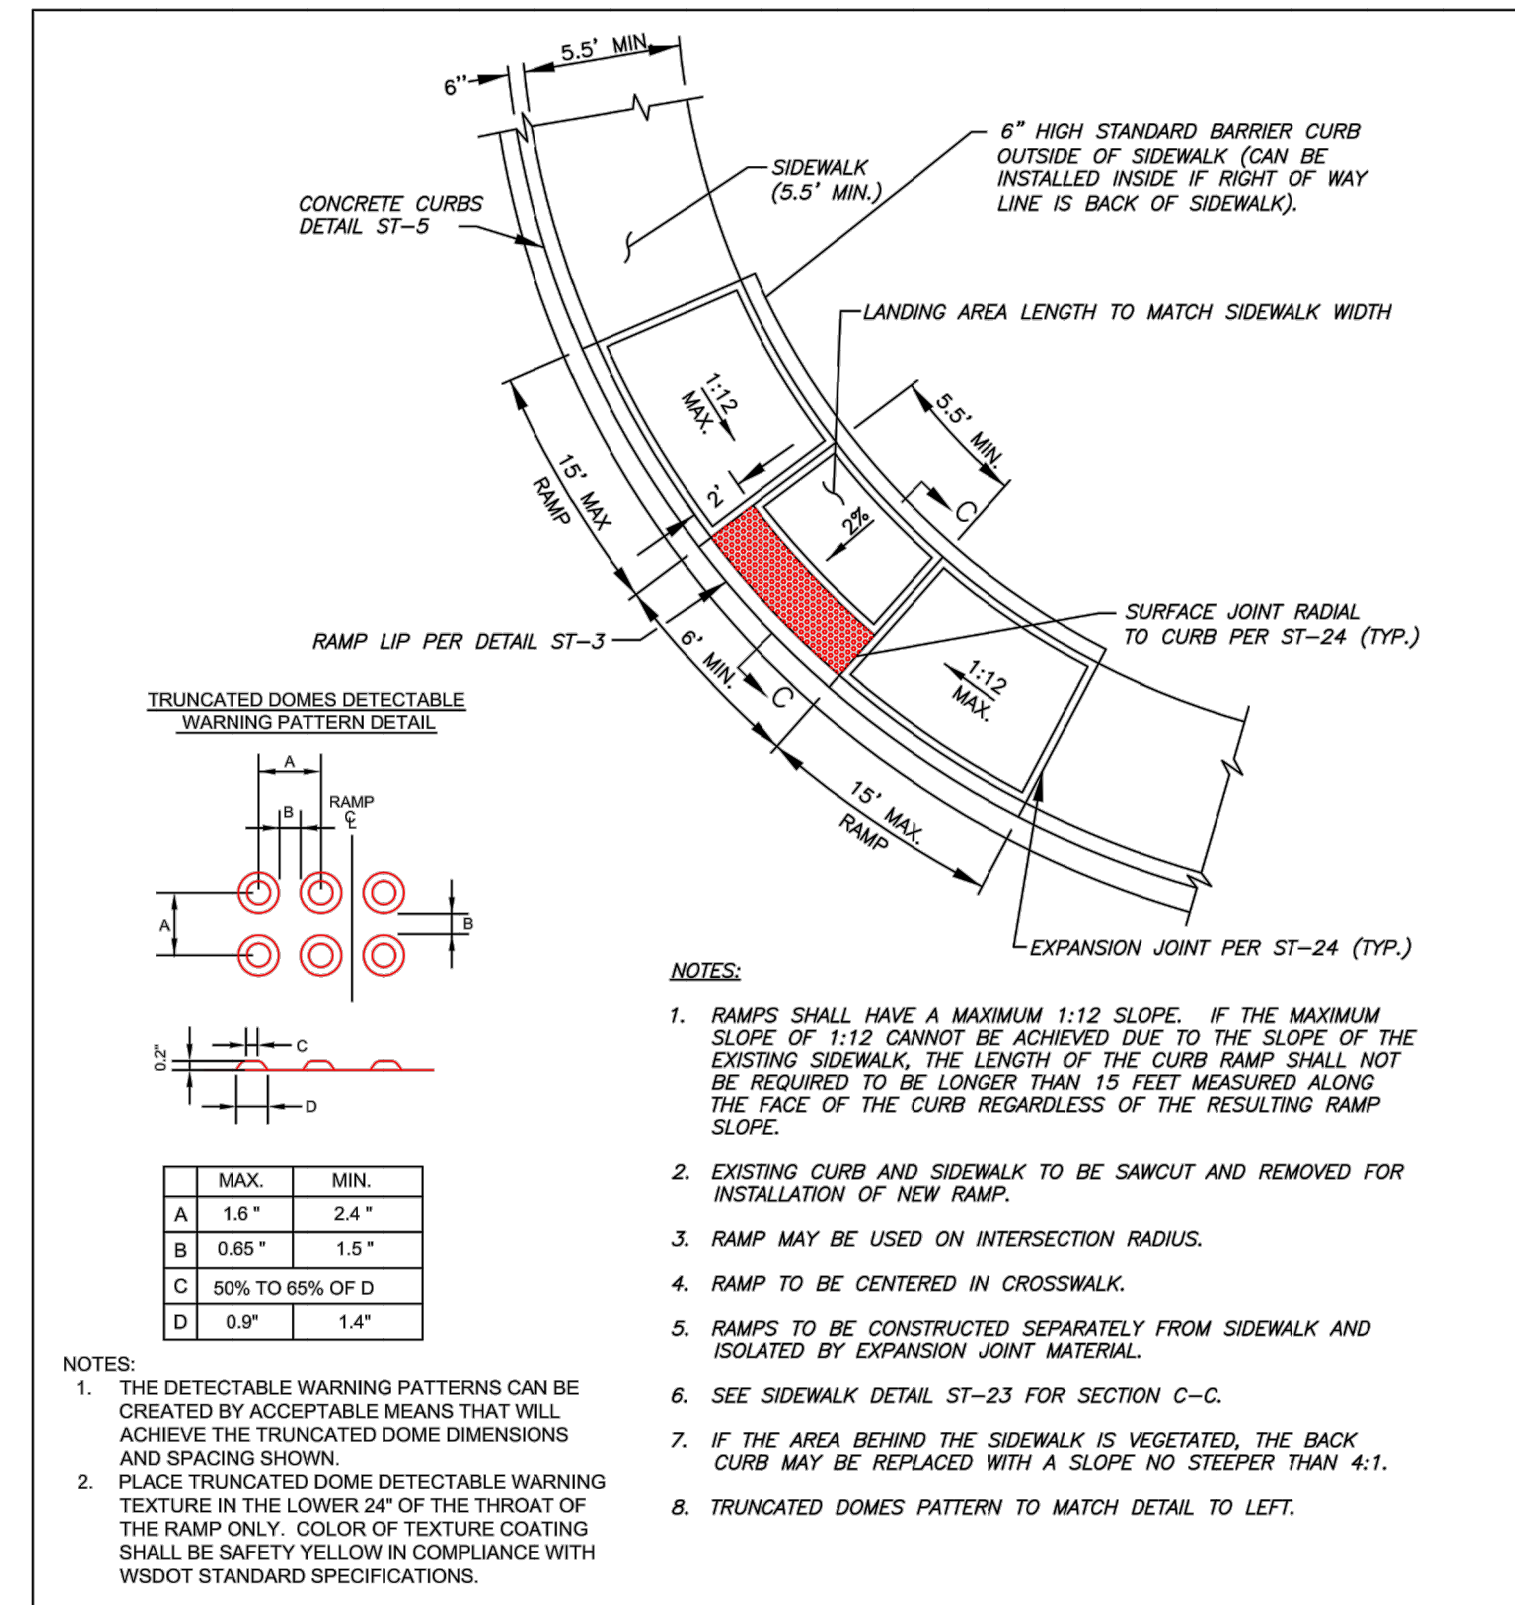 5.5' MIN.
6"
6" HIGH STANDARD BARRIER CURB
OUTSIDE OF SIDEWALK (CAN BE
INSTALLED INSIDE IF RIGHT OF WAY
LINE IS BACK OF SIDEWALK).
SIDEWALK
(5.5' MIN.)
CONCRETE CURBS
DETAIL ST-5
LANDING AREA LENGTH TO MATCH SIDEWALK WIDTH
1:12
MAX.
5.5' MIN.
15' MAX
RAMP
2'
C
2%
SURFACE JOINT RADIAL
TO CURB PER ST-24 (TYP.)
RAMP LIP PER DETAIL ST-3
6' MIN.
C
1:12
MAX.
15' MAX.
RAMP
EXPANSION JOINT PER ST-24 (TYP.)
TRUNCATED DOMES DETECTABLE
WARNING PATTERN DETAIL
A
B
RAMP
℄
A
B
0.2"
C
D
MAX. MIN.
A 1.6 " 2.4 "
B 0.65 " 1.5 "
C 50% TO 65% OF D
D 0.9" 1.4"
NOTES:
1. THE DETECTABLE WARNING PATTERNS CAN BE
CREATED BY ACCEPTABLE MEANS THAT WILL
ACHIEVE THE TRUNCATED DOME DIMENSIONS
AND SPACING SHOWN.
2. PLACE TRUNCATED DOME DETECTABLE WARNING
TEXTURE IN THE LOWER 24" OF THE THROAT OF
THE RAMP ONLY. COLOR OF TEXTURE COATING
SHALL BE SAFETY YELLOW IN COMPLIANCE WITH
WSDOT STANDARD SPECIFICATIONS.
NOTES:
1. RAMPS SHALL HAVE A MAXIMUM 1:12 SLOPE. IF THE MAXIMUM
SLOPE OF 1:12 CANNOT BE ACHIEVED DUE TO THE SLOPE OF THE
EXISTING SIDEWALK, THE LENGTH OF THE CURB RAMP SHALL NOT
BE REQUIRED TO BE LONGER THAN 15 FEET MEASURED ALONG
THE FACE OF THE CURB REGARDLESS OF THE RESULTING RAMP
SLOPE.
2. EXISTING CURB AND SIDEWALK TO BE SAWCUT AND REMOVED FOR
INSTALLATION OF NEW RAMP.
3. RAMP MAY BE USED ON INTERSECTION RADIUS.
4. RAMP TO BE CENTERED IN CROSSWALK.
5. RAMPS TO BE CONSTRUCTED SEPARATELY FROM SIDEWALK AND
ISOLATED BY EXPANSION JOINT MATERIAL.
6. SEE SIDEWALK DETAIL ST-23 FOR SECTION C-C.
7. IF THE AREA BEHIND THE SIDEWALK IS VEGETATED, THE BACK
CURB MAY BE REPLACED WITH A SLOPE NO STEEPER THAN 4:1.
8. TRUNCATED DOMES PATTERN TO MATCH DETAIL TO LEFT.